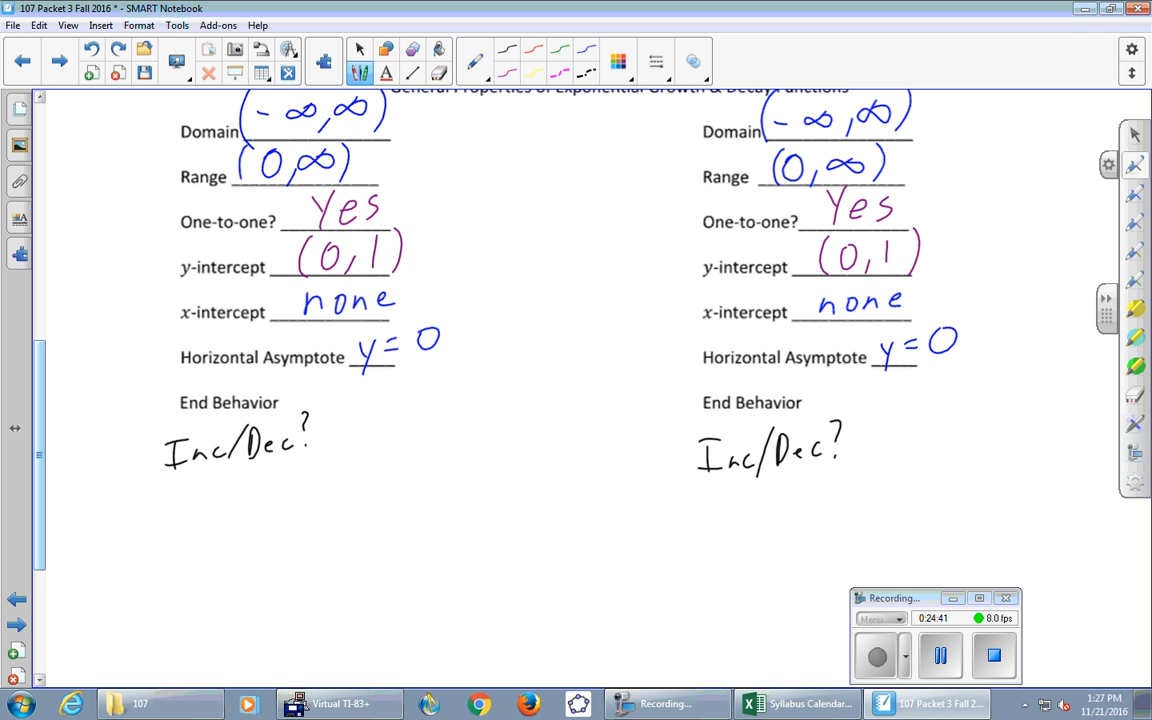 107 Packet 3 Fall 2016 * - SMART Notebook
File Edit View Insert Format Tools Add-ons Help
General Properties of Exponential Growth & Decay Functions
Domain (-∞,∞) Domain (-∞,∞)
Range (0,∞) Range (0,∞)
One-to-one? Yes One-to-one? Yes
y-intercept (0,1) y-intercept (0,1)
x-intercept none x-intercept none
Horizontal Asymptote y=0 Horizontal Asymptote y=0
End Behavior End Behavior
Inc/Dec? Inc/Dec?
Recording...
Menu 0:24:41 8.0 fps
107 Virtual TI-83+ Recording... Syllabus Calendar... 107 Packet 3 Fall 2... 1:27 PM
11/21/2016